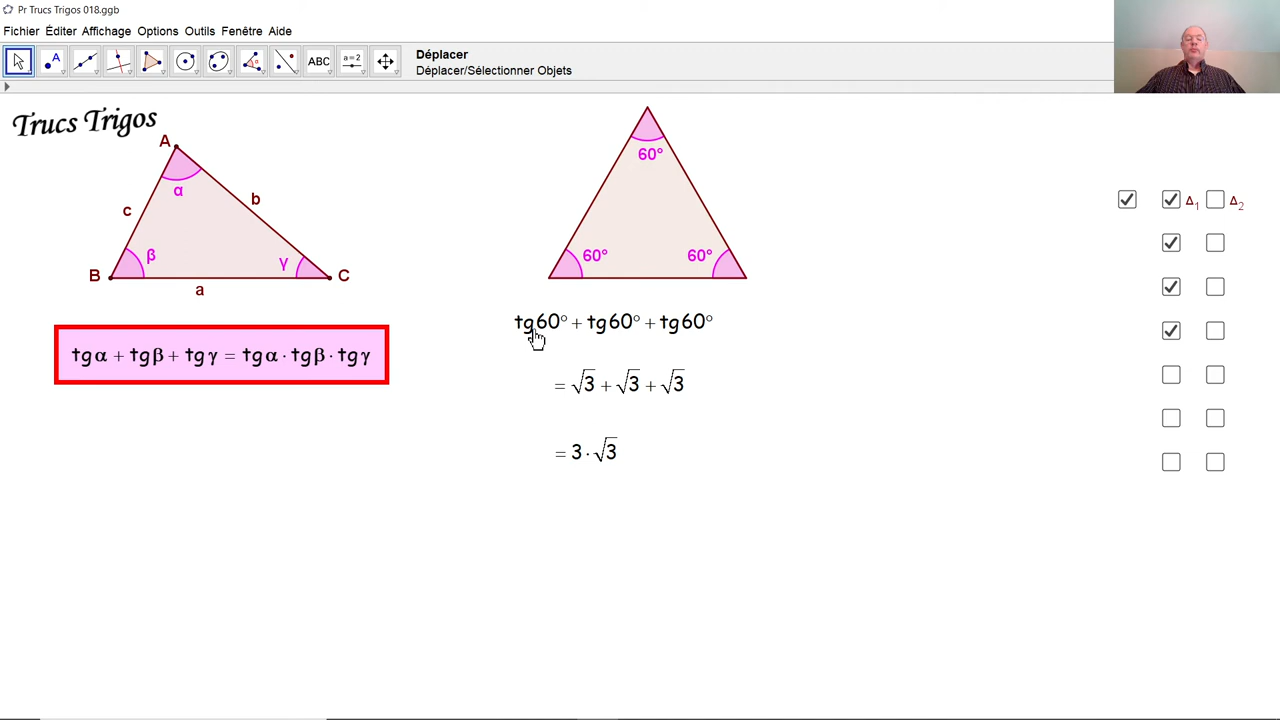 Pr Trucs Trigos 018.ggb
Fichier Éditer Affichage Options Outils Fenêtre Aide
A ABC a=2
Déplacer
Déplacer/Sélectionner Objets
Trucs Trigos
A
α
c
b
B
β
γ
C
a
60°
60°
60°
Δ₁
Δ₂
tg α + tg β + tg γ = tg α · tg β · tg γ
tg 60° + tg 60° + tg 60°
= √3 + √3 + √3
= 3 · √3